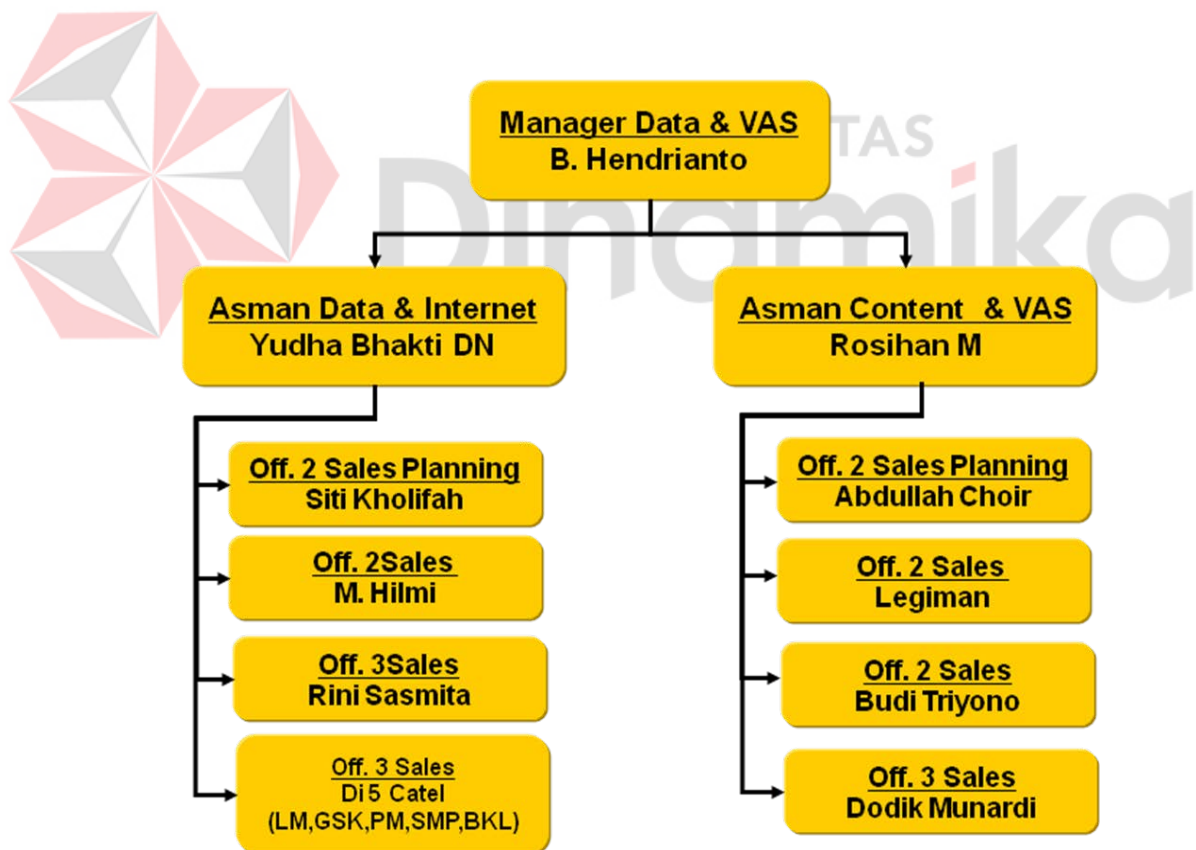 Manager Data & VAS
B. Hendrianto
TAS
Dinamika
Asman Data & Internet
Yudha Bhakti DN
Asman Content & VAS
Rosihan M
Off. 2 Sales Planning
Siti Kholifah
Off. 2Sales
M. Hilmi
Off. 3Sales
Rini Sasmita
Off. 3 Sales
Di 5 Catel
(LM,GSK,PM,SMP,BKL)
Off. 2 Sales Planning
Abdullah Choir
Off. 2 Sales
Legiman
Off. 2 Sales
Budi Triyono
Off. 3 Sales
Dodik Munardi